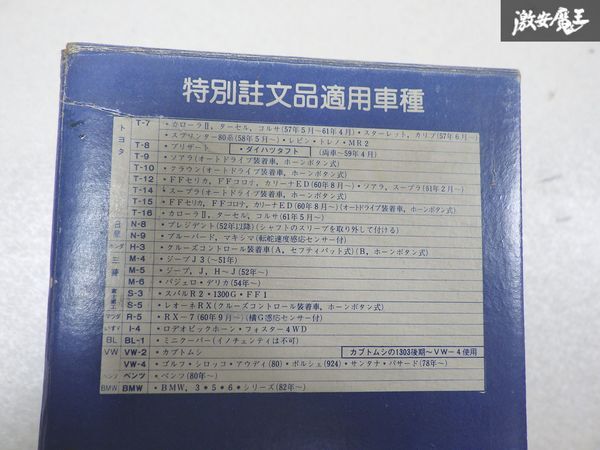 激安魔王
特別註文品適用車種
トヨタ T-7 ・カローラⅡ, ターセル, コルサ(57年5月〜61年4月)・スターレット, カリブ(57年6月〜)
・スプリンター80系(58年5月〜)・レビン・トレノ・MR2
T-8 ・ブリザード ・ダイハツタフト (両車〜59年4月)
T-9 ・ソアラ(オートドライブ装着車, ホーンボタン式)
T-10 ・クラウン(オートドライブ装着車, ホーンボタン式)
T-12 ・FFセリカ, FFコロナ, カリーナED(60年8月〜)・ソアラ, スープラ(61年2月〜)
T-14 ・スープラ(オートドライブ装着車, ホーンボタン式)
T-15 ・FFセリカ, FFコロナ, カリーナED(60年8月〜)(オートドライブ装着車, ホーンボタン式)
T-16 ・カローラⅡ, ターセル, コルサ(61年5月〜)
日産 N-8 ・プレジデント(52年以降)(シャフトのスリーブを取り外して付ける)
N-9 ・ブルーバード, マキシマ(転舵速度感応センサー付)
ホンダ H-3 ・クルーズコントロール装着車(A, セフティパット式)(B, ホーンボタン式)
三菱 M-4 ・ジープJ3(〜51年)
M-5 ・ジープ, J, H〜J(52年〜)
M-6 ・パジェロ・デリカ(54年〜)
S-3 ・スバルR2・1300G・FF1
S-5 ・レオーネRX(クルーズコントロール装着車, ホーンボタン式)
マツダ R-5 ・RX-7(60年9月〜)(横G感応センサー付)
いすゞ I-4 ・ロデオビックホーン・フォスター4WD
BL BL-1 ・ミニクーパー(イノチェンティは不可)
VW VW-2 ・カブトムシ カブトムシの1303後期〜VW-4使用
VW-4 ・ゴルフ・シロッコ・アウディ(80)・ポルシェ(924)・サンタナ・パサード(78年〜)
ベンツ ベンツ ・ベンツ(80年〜)
BMW BMW ・BMW, 3・5・6・シリーズ(82年〜)